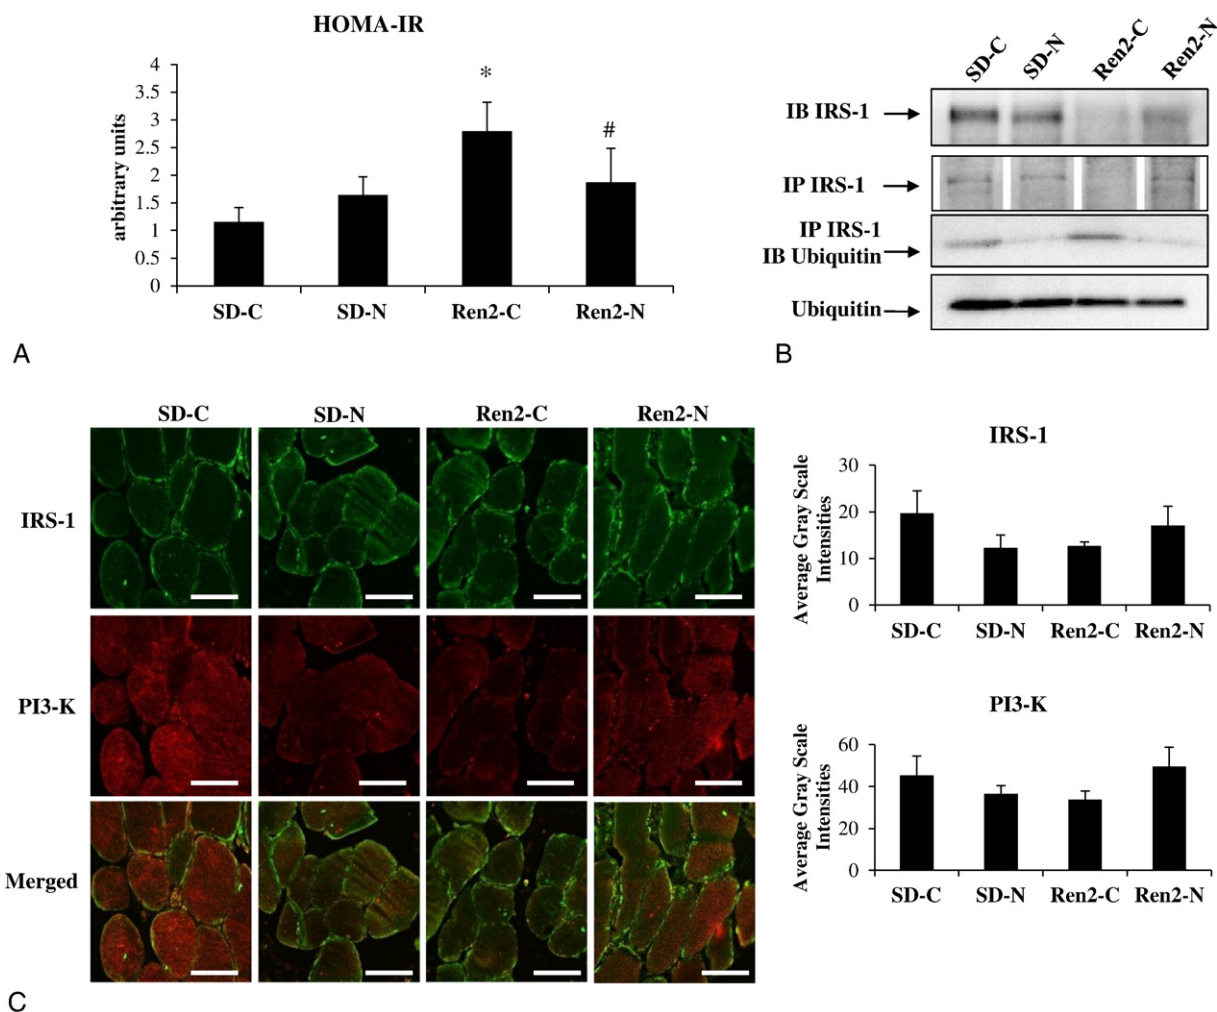 HOMA-IR
arbitrary units
4
3.5
3
2.5
2
1.5
1
0.5
0
*
#
SD-C SD-N Ren2-C Ren2-N
A
SD-C SD-N Ren2-C Ren2-N
IB IRS-1
IP IRS-1
IP IRS-1
IB Ubiquitin
Ubiquitin
B
SD-C SD-N Ren2-C Ren2-N
IRS-1
PI3-K
Merged
IRS-1
Average Gray Scale
Intensities
30
20
10
0
SD-C SD-N Ren2-C Ren2-N
PI3-K
Average Gray Scale
Intensities
60
40
20
0
SD-C SD-N Ren2-C Ren2-N
C